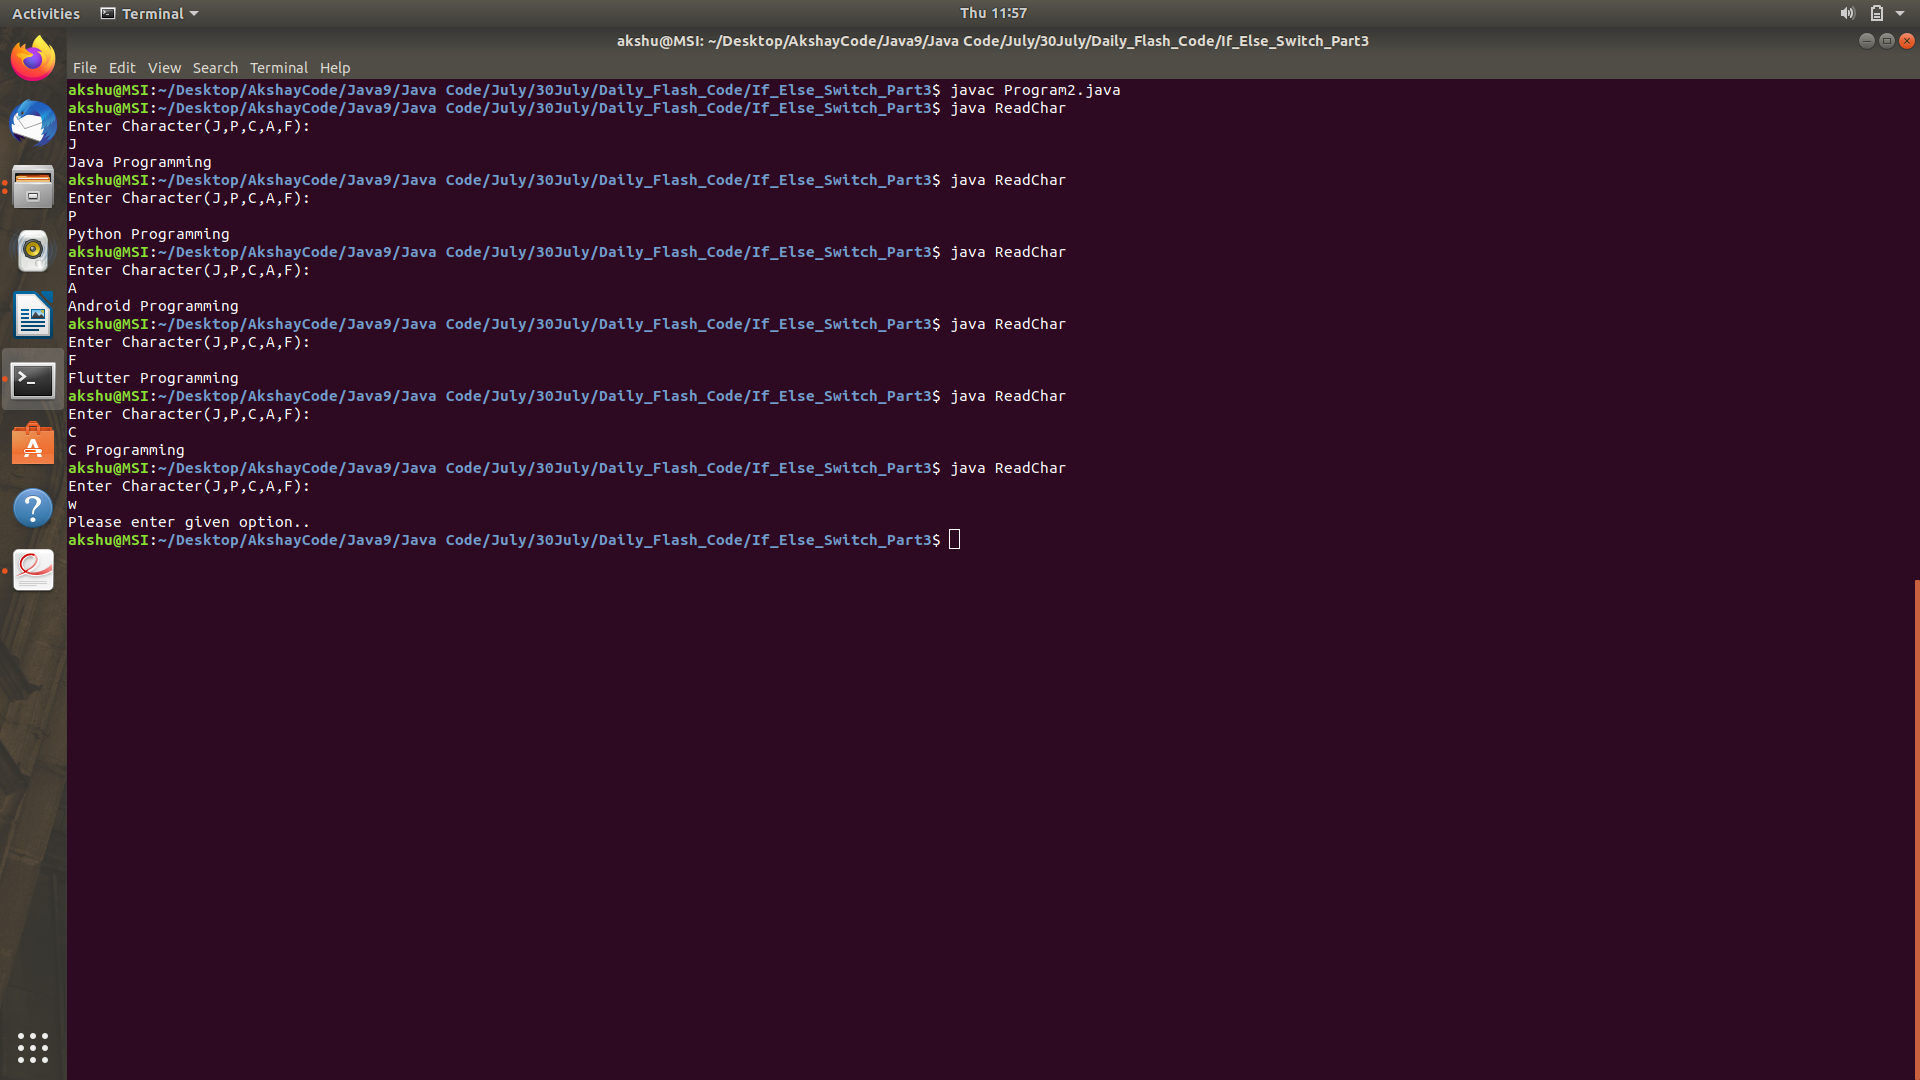 Activities Terminal Thu 11:57
akshu@MSI: ~/Desktop/AkshayCode/Java9/Java Code/July/30July/Daily_Flash_Code/If_Else_Switch_Part3
File Edit View Search Terminal Help
akshu@MSI:~/Desktop/AkshayCode/Java9/Java Code/July/30July/Daily_Flash_Code/If_Else_Switch_Part3$ javac Program2.java
akshu@MSI:~/Desktop/AkshayCode/Java9/Java Code/July/30July/Daily_Flash_Code/If_Else_Switch_Part3$ java ReadChar
Enter Character(J,P,C,A,F):
J
Java Programming
akshu@MSI:~/Desktop/AkshayCode/Java9/Java Code/July/30July/Daily_Flash_Code/If_Else_Switch_Part3$ java ReadChar
Enter Character(J,P,C,A,F):
P
Python Programming
akshu@MSI:~/Desktop/AkshayCode/Java9/Java Code/July/30July/Daily_Flash_Code/If_Else_Switch_Part3$ java ReadChar
Enter Character(J,P,C,A,F):
A
Android Programming
akshu@MSI:~/Desktop/AkshayCode/Java9/Java Code/July/30July/Daily_Flash_Code/If_Else_Switch_Part3$ java ReadChar
Enter Character(J,P,C,A,F):
F
Flutter Programming
akshu@MSI:~/Desktop/AkshayCode/Java9/Java Code/July/30July/Daily_Flash_Code/If_Else_Switch_Part3$ java ReadChar
Enter Character(J,P,C,A,F):
C
C Programming
akshu@MSI:~/Desktop/AkshayCode/Java9/Java Code/July/30July/Daily_Flash_Code/If_Else_Switch_Part3$ java ReadChar
Enter Character(J,P,C,A,F):
w
Please enter given option..
akshu@MSI:~/Desktop/AkshayCode/Java9/Java Code/July/30July/Daily_Flash_Code/If_Else_Switch_Part3$